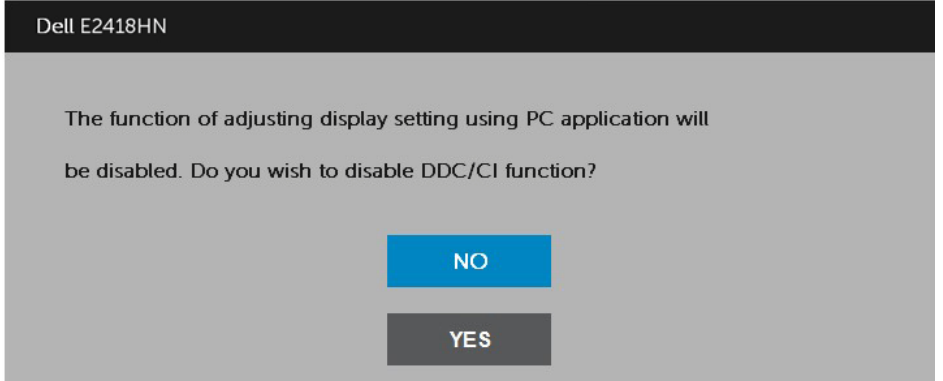 Dell E2418HN
The function of adjusting display setting using PC application will
be disabled. Do you wish to disable DDC/CI function?
NO
YES